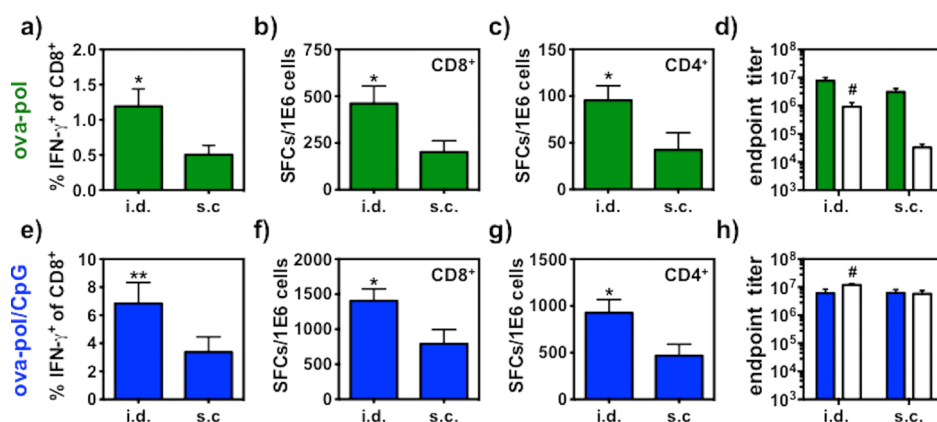 a)
ova-pol
% IFN-γ⁺ of CD8⁺
2.0
1.5
1.0
0.5
0.0
*
i.d.
s.c
b)
SFCs/1E6 cells
750
500
250
0
CD8⁺
*
i.d.
s.c.
c)
SFCs/1E6 cells
150
100
50
0
CD4⁺
*
i.d.
s.c.
d)
endpoint titer
10⁸
10⁷
10⁶
10⁵
10⁴
10³
#
i.d.
s.c.
e)
ova-pol/CpG
% IFN-γ⁺ of CD8⁺
10
8
6
4
2
0
**
i.d.
s.c
f)
SFCs/1E6 cells
2000
1500
1000
500
0
CD8⁺
*
i.d.
s.c
g)
SFCs/1E6 cells
1500
1000
500
0
CD4⁺
*
i.d.
s.c
h)
endpoint titer
10⁸
10⁷
10⁶
10⁵
10⁴
10³
#
i.d.
s.c.